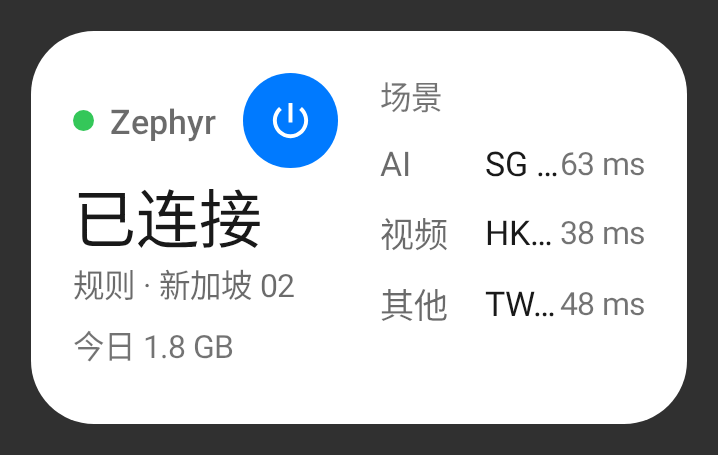 Zephyr
已连接
规则 · 新加坡 02
今日 1.8 GB
场景
AI SG ... 63 ms
视频 HK... 38 ms
其他 TW... 48 ms